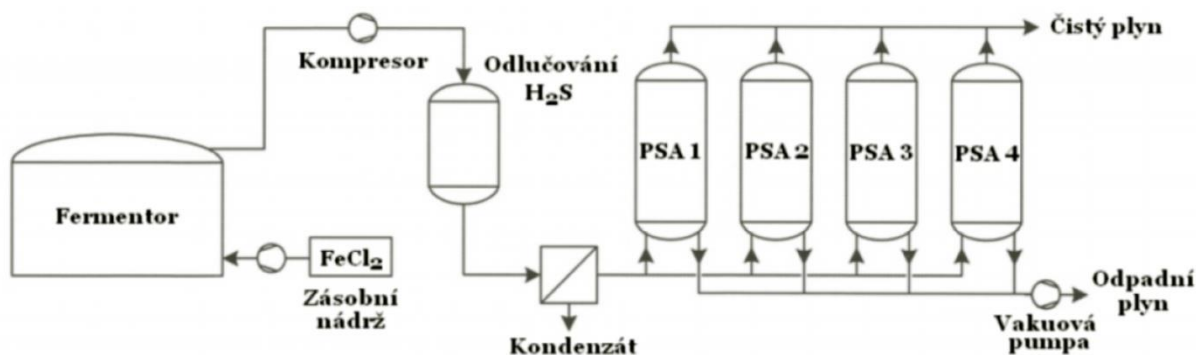 Kompresor
Odlučování
H₂S
Čistý plyn
PSA 1
PSA 2
PSA 3
PSA 4
Fermentor
FeCl₂
Zásobní
nádrž
Kondenzát
Odpadní
plyn
Vakuová
pumpa